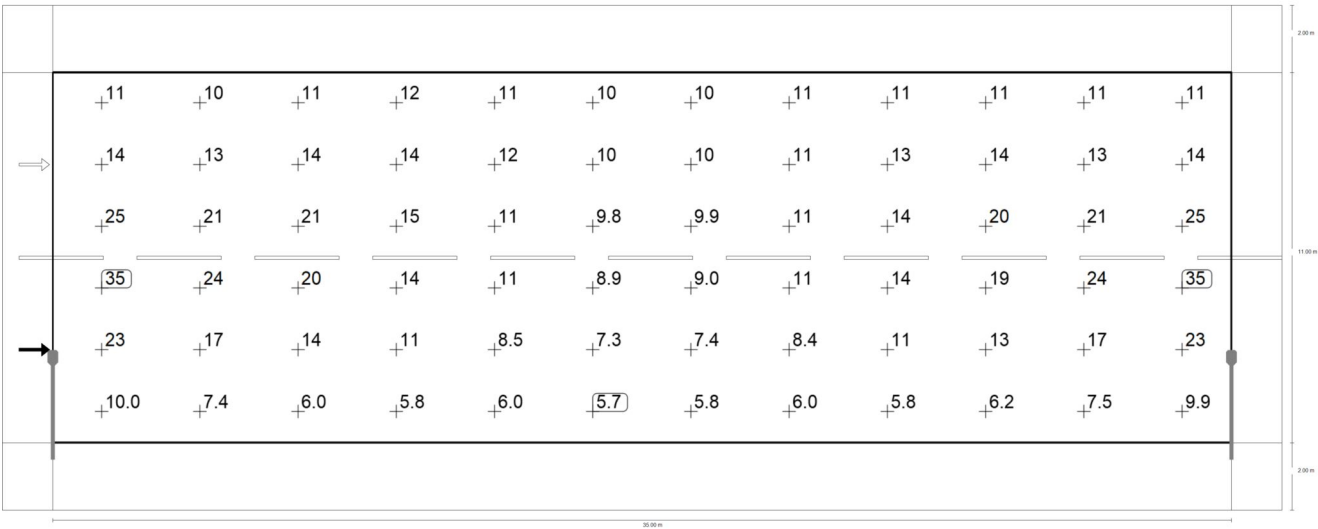 2.00 m
11 10 11 12 11 10 10 11 11 11 11 11
14 13 14 14 12 10 10 11 13 14 13 14
25 21 21 15 11 9.8 9.9 11 14 20 21 25
11.00 m
35 24 20 14 11 8.9 9.0 11 14 19 24 35
23 17 14 11 8.5 7.3 7.4 8.4 11 13 17 23
10.0 7.4 6.0 5.8 6.0 5.7 5.8 6.0 5.8 6.2 7.5 9.9
2.00 m
35.00 m